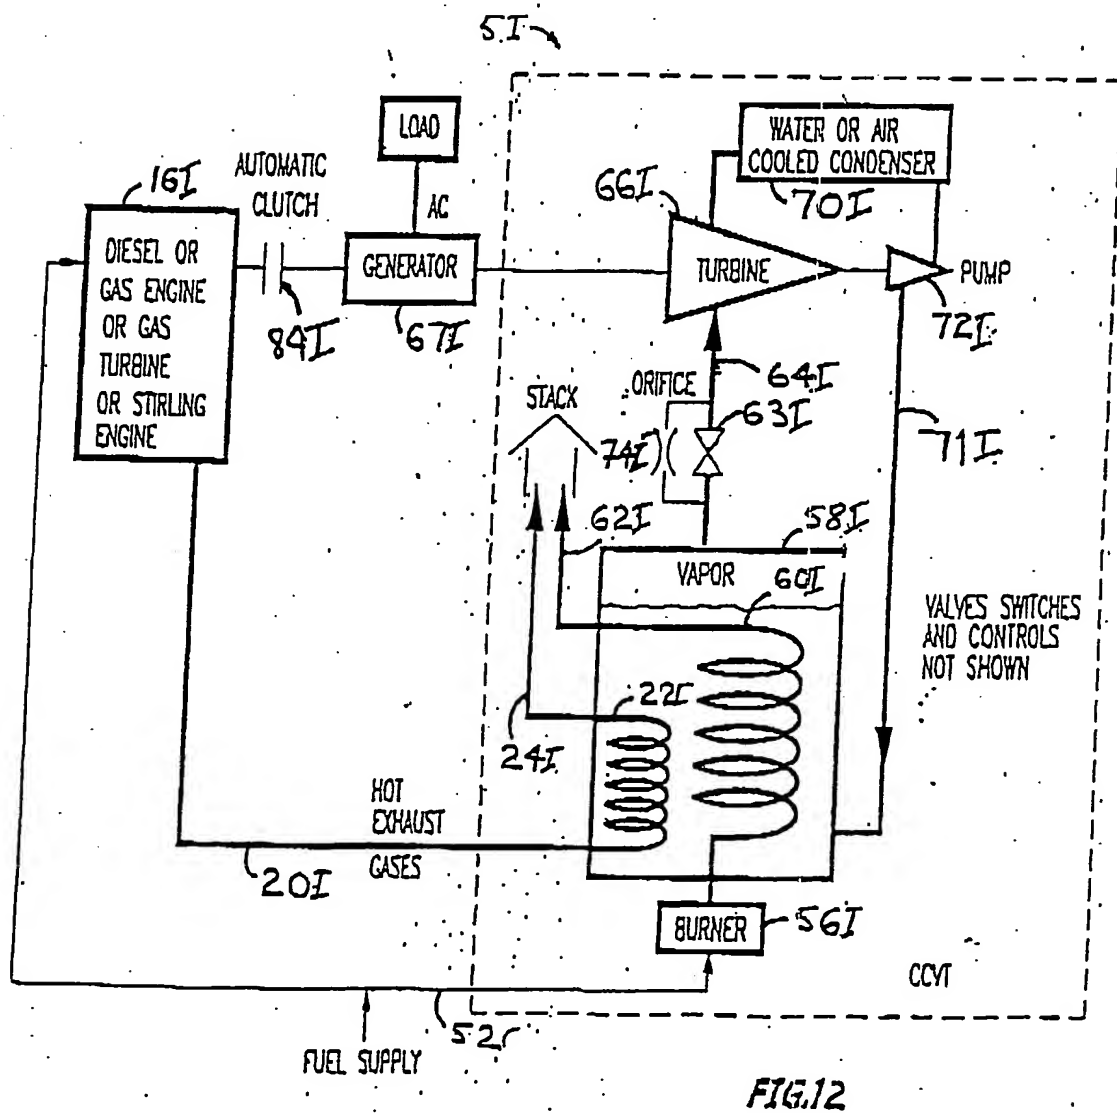 5I
LOAD
WATER OR AIR
COOLED CONDENSER
16I
AUTOMATIC
CLUTCH
66I
70I
AC
DIESEL OR
GAS ENGINE
OR GAS
TURBINE
OR STIRLING
ENGINE
GENERATOR
TURBINE
PUMP
84I
67I
72I
64I
ORIFICE
STACK
63I
74I
71I
62I
58I
VAPOR
60I
VALVES SWITCHES
AND CONTROLS
NOT SHOWN
22I
24I
HOT
EXHAUST
GASES
20I
BURNER
56I
CCVT
52
FUEL SUPPLY
FIG.12